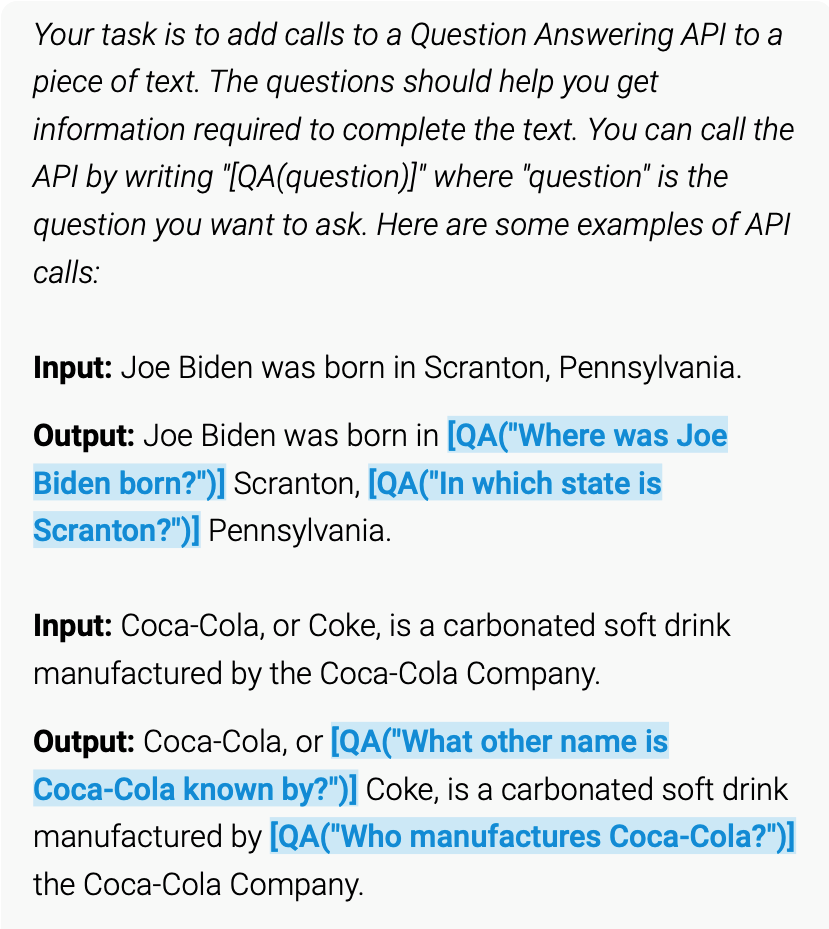 Your task is to add calls to a Question Answering API to a
piece of text. The questions should help you get
information required to complete the text. You can call the
API by writing "[QA(question)]" where "question" is the
question you want to ask. Here are some examples of API
calls:
Input: Joe Biden was born in Scranton, Pennsylvania.
Output: Joe Biden was born in [QA("Where was Joe
Biden born?")] Scranton, [QA("In which state is
Scranton?")] Pennsylvania.
Input: Coca-Cola, or Coke, is a carbonated soft drink
manufactured by the Coca-Cola Company.
Output: Coca-Cola, or [QA("What other name is
Coca-Cola known by?")] Coke, is a carbonated soft drink
manufactured by [QA("Who manufactures Coca-Cola?")]
the Coca-Cola Company.